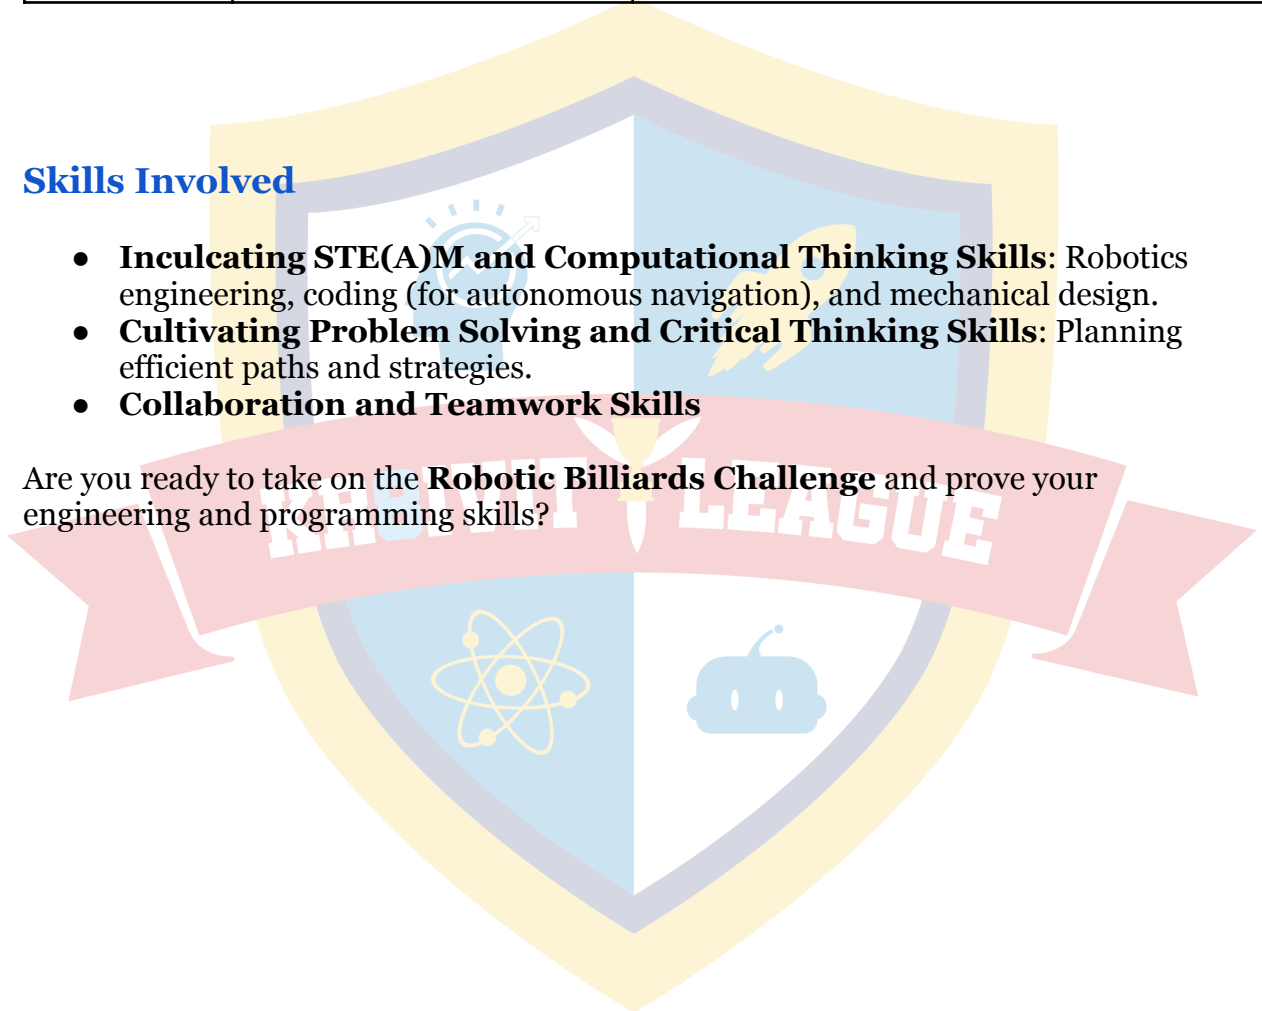 Skills Involved
● Inculcating STE(A)M and Computational Thinking Skills: Robotics
engineering, coding (for autonomous navigation), and mechanical design.
● Cultivating Problem Solving and Critical Thinking Skills: Planning
efficient paths and strategies.
● Collaboration and Teamwork Skills
Are you ready to take on the Robotic Billiards Challenge and prove your
engineering and programming skills?
LEAGUE